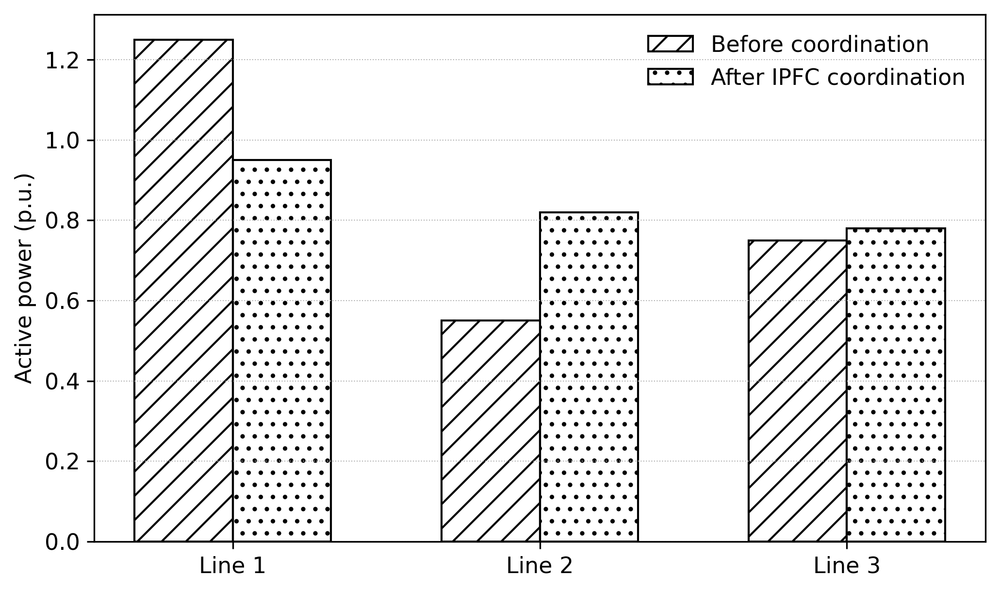 Before coordination
After IPFC coordination
1.2
1.0
0.8
0.6
0.4
0.2
0.0
Active power (p.u.)
Line 1
Line 2
Line 3